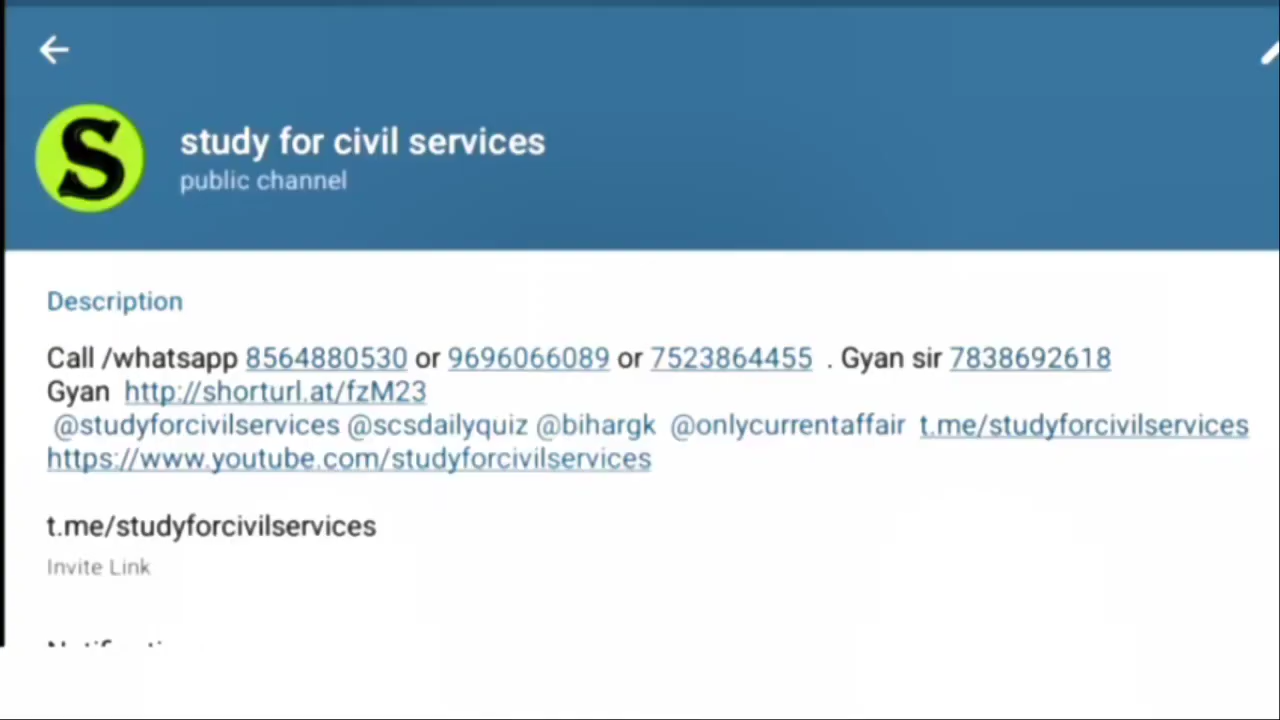 S
study for civil services
public channel
Description
Call /whatsapp 8564880530 or 9696066089 or 7523864455 . Gyan sir 7838692618
Gyan http://shorturl.at/fzM23
@studyforcivilservices @scsdailyquiz @bihargk @onlycurrentaffair t.me/studyforcivilservices
https://www.youtube.com/studyforcivilservices
t.me/studyforcivilservices
Invite Link